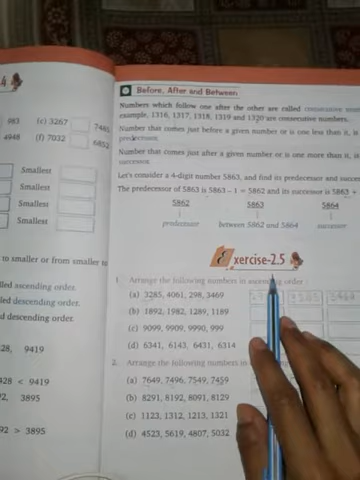 4
983 (c) 3267 7485
4948 (f) 7032 6852
Smallest
Smallest
Smallest
Smallest
to smaller or from smaller to
led ascending order.
led descending order.
d descending order.
28, 9419
428 < 9419
2, 3895
92 > 3895
Before, After and Between
Numbers which follow one after the other are called consecutive
example, 1316, 1317, 1318, 1319 and 1320 are consecutive numbers.
Number that comes just before a given number or is one less than it, is
predecessor.
Number that comes just after a given number or is one more than it, is
successor.
Let's consider a 4-digit number 5863, and find its predecessor and
The predecessor of 5863 is 5863 – 1 = 5862 and its successor is 5863 +
5862 5863 5864
predecessor between 5862 and 5864 successor
Exercise-2.5
1. Arrange the following numbers in ascending order :
(a) 3285, 4061, 298, 3469
(b) 1892, 1982, 1289, 1189
(c) 9099, 9909, 9990, 999
(d) 6341, 6143, 6431, 6314
2. Arrange the following numbers in
(a) 7649, 7496, 7549, 7459
(b) 8291, 8192, 8091, 8129
(c) 1123, 1312, 1213, 1321
(d) 4523, 5619, 4807, 5032